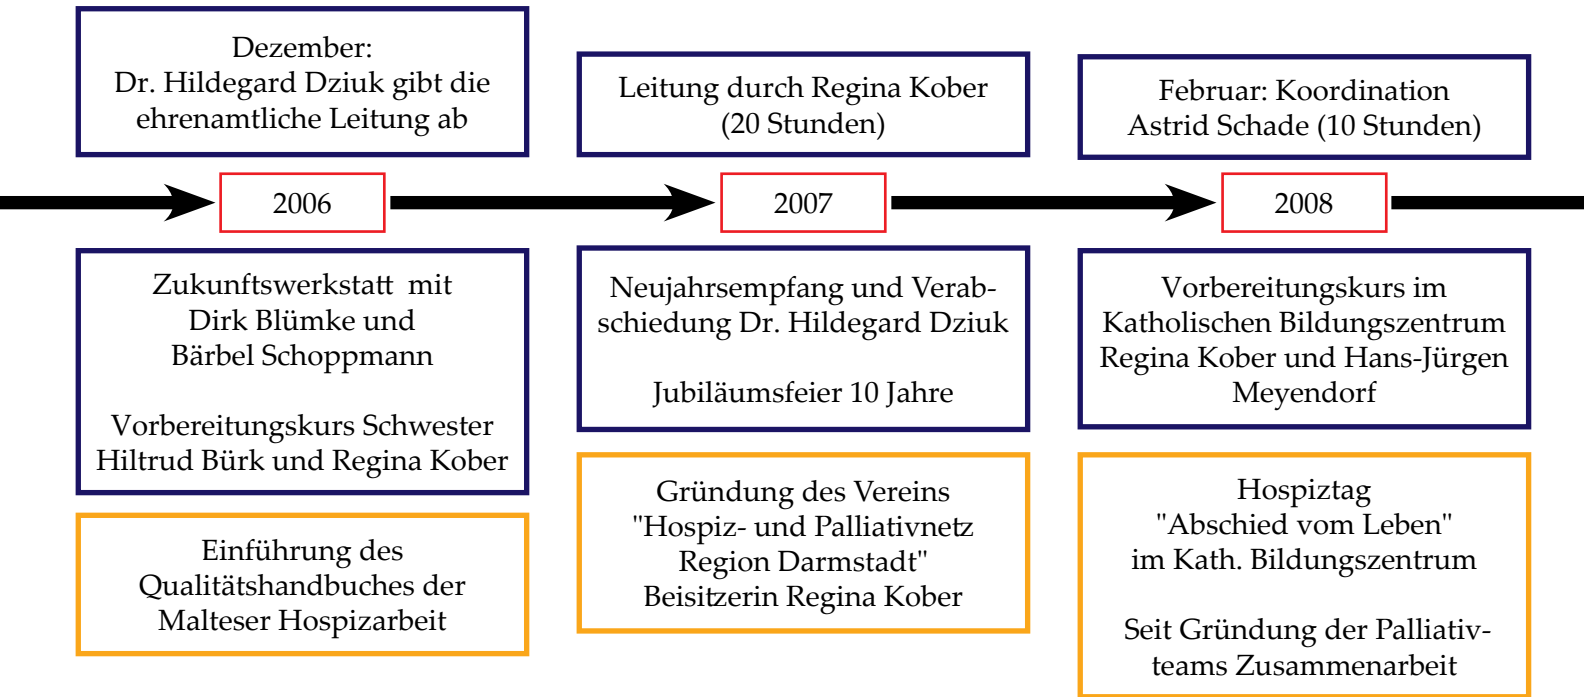 Dezember:
Dr. Hildegard Dziuk gibt die
ehrenamtliche Leitung ab
2006
Zukunftswerkstatt mit
Dirk Blümke und
Bärbel Schoppmann
Vorbereitungskurs Schwester
Hiltrud Bürk und Regina Kober
Einführung des
Qualitätshandbuches der
Malteser Hospizarbeit
Leitung durch Regina Kober
(20 Stunden)
2007
Neujahrsempfang und Verab-
schiedung Dr. Hildegard Dziuk
Jubiläumsfeier 10 Jahre
Gründung des Vereins
"Hospiz- und Palliativnetz
Region Darmstadt"
Beisitzerin Regina Kober
Februar: Koordination
Astrid Schade (10 Stunden)
2008
Vorbereitungskurs im
Katholischen Bildungszentrum
Regina Kober und Hans-Jürgen
Meyendorf
Hospiztag
"Abschied vom Leben"
im Kath. Bildungszentrum
Seit Gründung der Palliativ-
teams Zusammenarbeit